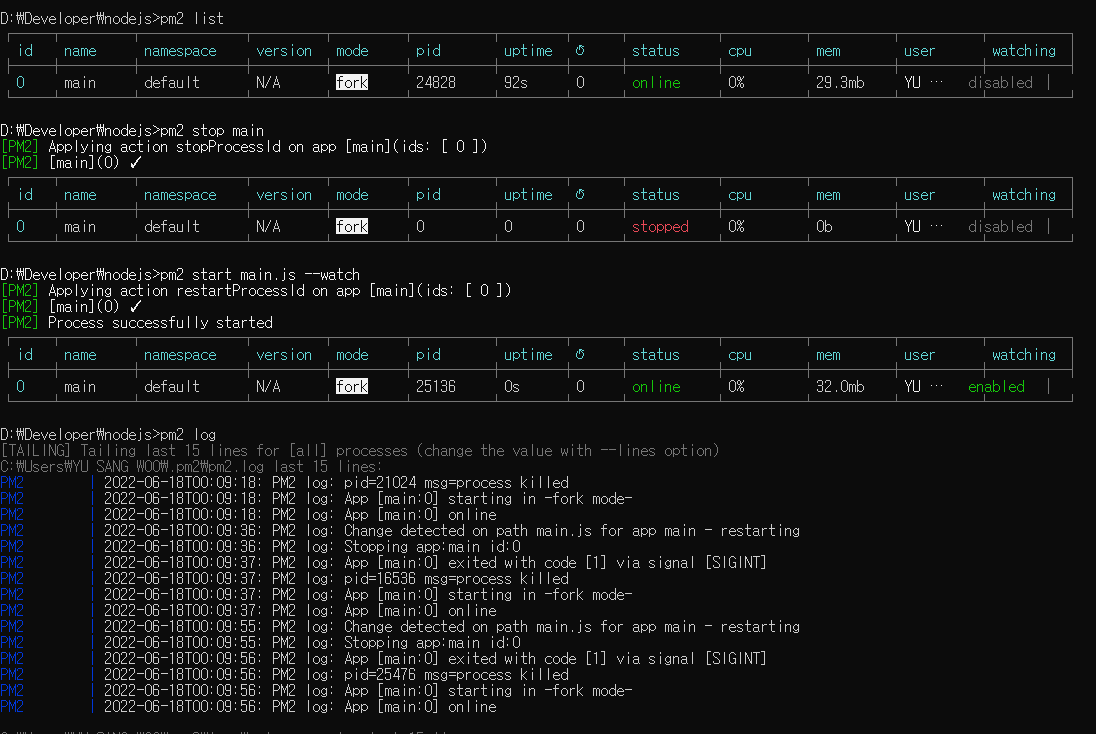 D:₩Developer₩nodejs>pm2 list
id name namespace version mode pid uptime ↺ status cpu mem user watching
0 main default N/A fork 24828 92s 0 online 0% 29.3mb YU … disabled
D:₩Developer₩nodejs>pm2 stop main
[PM2] Applying action stopProcessId on app [main](ids: [ 0 ])
[PM2] [main](0) ✓
id name namespace version mode pid uptime ↺ status cpu mem user watching
0 main default N/A fork 0 0 0 stopped 0% 0b YU … disabled
D:₩Developer₩nodejs>pm2 start main.js --watch
[PM2] Applying action restartProcessId on app [main](ids: [ 0 ])
[PM2] [main](0) ✓
[PM2] Process successfully started
id name namespace version mode pid uptime ↺ status cpu mem user watching
0 main default N/A fork 25136 0s 0 online 0% 32.0mb YU … enabled
D:₩Developer₩nodejs>pm2 log
[TAILING] Tailing last 15 lines for [all] processes (change the value with --lines option)
C:₩Users₩YU SANG WOO₩.pm2₩pm2.log last 15 lines:
PM2 | 2022-06-18T00:09:18: PM2 log: pid=21024 msg=process killed
PM2 | 2022-06-18T00:09:18: PM2 log: App [main:0] starting in -fork mode-
PM2 | 2022-06-18T00:09:18: PM2 log: App [main:0] online
PM2 | 2022-06-18T00:09:36: PM2 log: Change detected on path main.js for app main - restarting
PM2 | 2022-06-18T00:09:36: PM2 log: Stopping app:main id:0
PM2 | 2022-06-18T00:09:37: PM2 log: App [main:0] exited with code [1] via signal [SIGINT]
PM2 | 2022-06-18T00:09:37: PM2 log: pid=16536 msg=process killed
PM2 | 2022-06-18T00:09:37: PM2 log: App [main:0] starting in -fork mode-
PM2 | 2022-06-18T00:09:37: PM2 log: App [main:0] online
PM2 | 2022-06-18T00:09:55: PM2 log: Change detected on path main.js for app main - restarting
PM2 | 2022-06-18T00:09:55: PM2 log: Stopping app:main id:0
PM2 | 2022-06-18T00:09:56: PM2 log: App [main:0] exited with code [1] via signal [SIGINT]
PM2 | 2022-06-18T00:09:56: PM2 log: pid=25476 msg=process killed
PM2 | 2022-06-18T00:09:56: PM2 log: App [main:0] starting in -fork mode-
PM2 | 2022-06-18T00:09:56: PM2 log: App [main:0] online